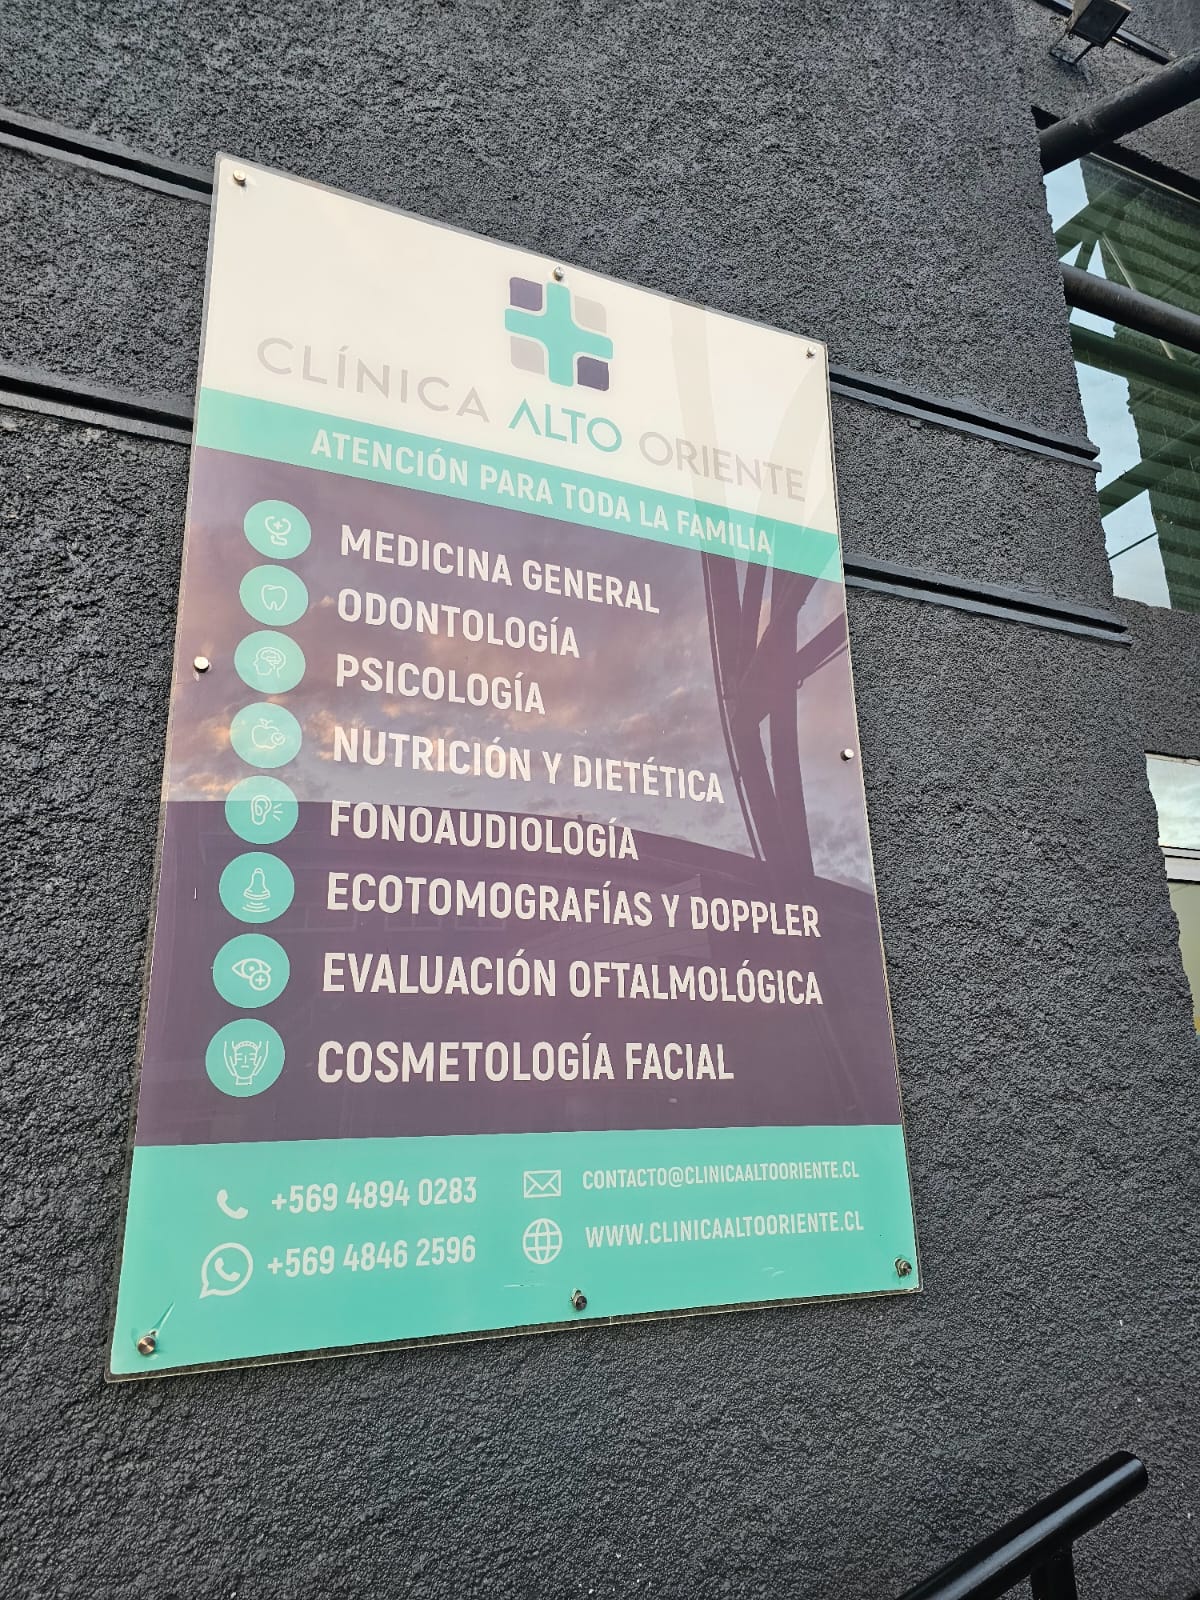 CLÍNICA ALTO ORIENTE
ATENCIÓN PARA TODA LA FAMILIA
MEDICINA GENERAL
ODONTOLOGÍA
PSICOLOGÍA
NUTRICIÓN Y DIETÉTICA
FONOAUDIOLOGÍA
ECOTOMOGRAFÍAS Y DOPPLER
EVALUACIÓN OFTALMOLÓGICA
COSMETOLOGÍA FACIAL
+569 4894 0283
+569 4846 2596
CONTACTO@CLINICAALTOORIENTE.CL
WWW.CLINICAALTOORIENTE.CL